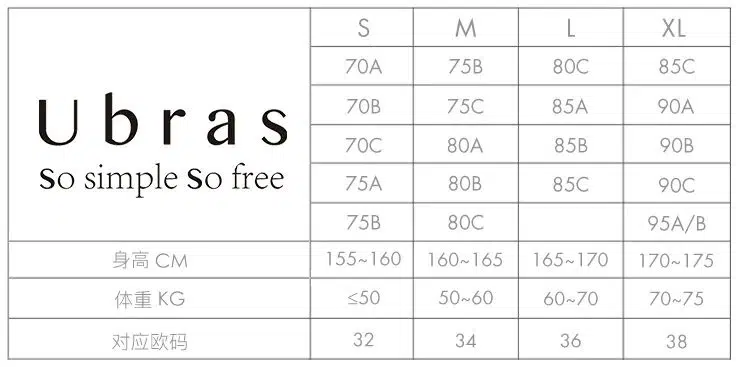 S M L XL
70A 75B 80C 85C
70B 75C 85A 90A
Ubras
70C 80A 85B 90B
So simple So free
75A 80B 85C 90C
75B 80C 95A/B
身高 CM 155~160 160~165 165~170 170~175
体重 KG ≤50 50~60 60~70 70~75
对应欧码 32 34 36 38